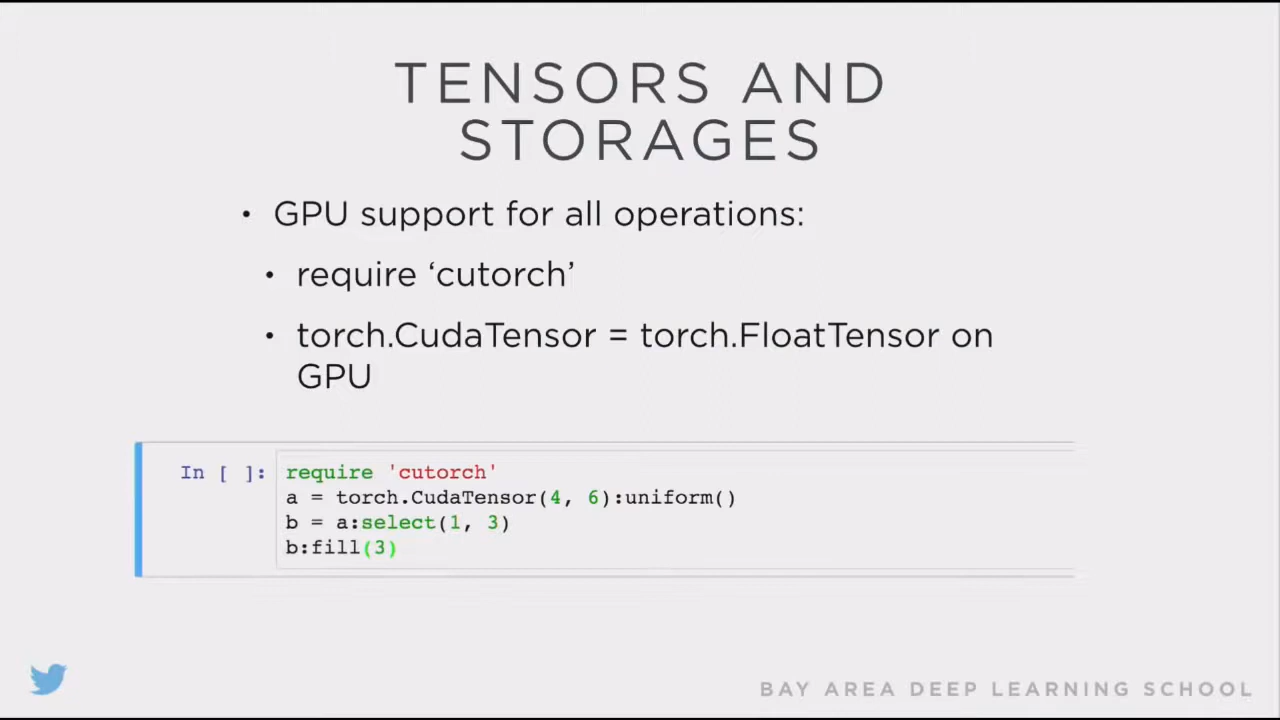 TENSORS AND
STORAGES
• GPU support for all operations:
• require ‘cutorch’
• torch.CudaTensor = torch.FloatTensor on
GPU
In [ ]: require 'cutorch'
a = torch.CudaTensor(4, 6):uniform()
b = a:select(1, 3)
b:fill(3)
BAY AREA DEEP LEARNING SCHOOL